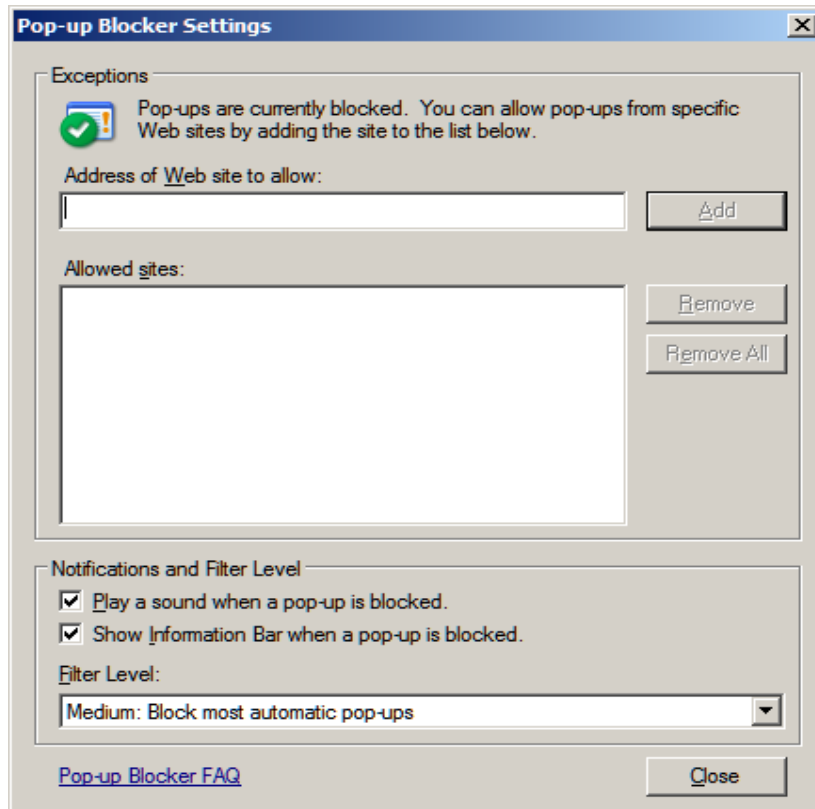 Pop-up Blocker Settings
Exceptions
Pop-ups are currently blocked.  You can allow pop-ups from specific
Web sites by adding the site to the list below.
Address of Web site to allow:
Add
Allowed sites:
Remove
Remove All
Notifications and Filter Level
Play a sound when a pop-up is blocked.
Show Information Bar when a pop-up is blocked.
Filter Level:
Medium: Block most automatic pop-ups
Pop-up Blocker FAQ
Close